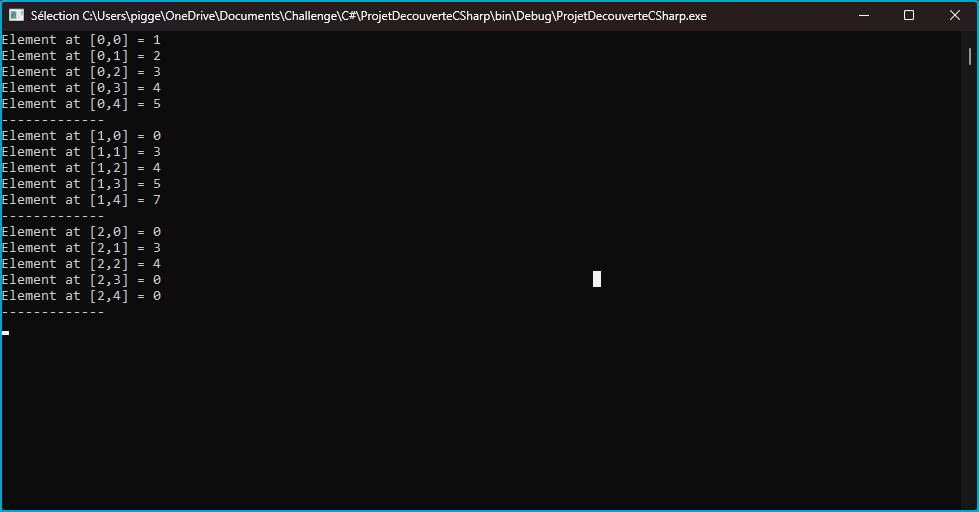 Sélection C:\Users\pigge\OneDrive\Documents\Challenge\C#\ProjetDecouverteCSharp\bin\Debug\ProjetDecouverteCSharp.exe
Element at [0,0] = 1
Element at [0,1] = 2
Element at [0,2] = 3
Element at [0,3] = 4
Element at [0,4] = 5
-------------
Element at [1,0] = 0
Element at [1,1] = 3
Element at [1,2] = 4
Element at [1,3] = 5
Element at [1,4] = 7
-------------
Element at [2,0] = 0
Element at [2,1] = 3
Element at [2,2] = 4
Element at [2,3] = 0
Element at [2,4] = 0
-------------